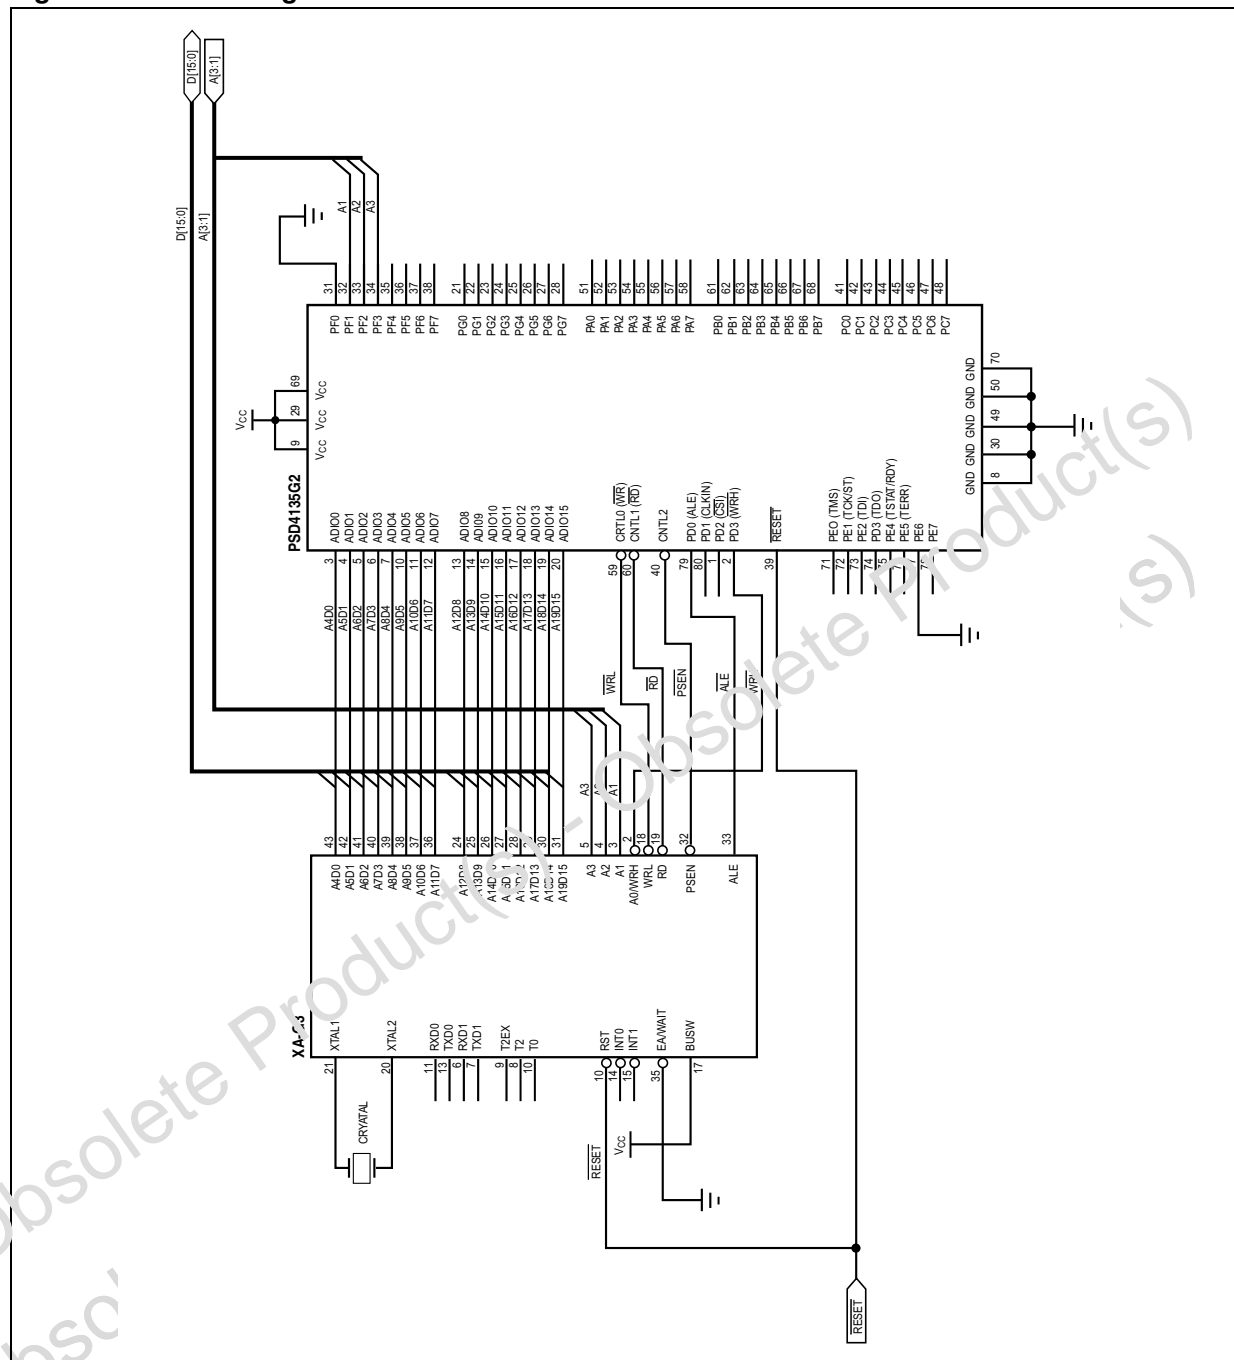 D[15:0]
A[3:1]
D[15:0]
A[3:1]
A1
A2
A3
31 32 33 34 35 36 37 38
21 22 23 24 25 26 27 28
51 52 53 54 55 56 57 58
61 62 63 64 65 66 67 68
41 42 43 44 45 46 47 48
PF0 PF1 PF2 PF3 PF4 PF5 PF6 PF7
PG0 PG1 PG2 PG3 PG4 PG5 PG6 PG7
PA0 PA1 PA2 PA3 PA4 PA5 PA6 PA7
PB0 PB1 PB2 PB3 PB4 PB5 PB6 PB7
PC0 PC1 PC2 PC3 PC4 PC5 PC6 PC7
VCC
9 29 69
VCC VCC VCC
GND GND GND GND GND
8 30 49 50 70
PSD4135G2
ADIO0 ADIO1 ADIO2 ADIO3 ADIO4 ADIO5 ADIO6 ADIO7
ADIO8 ADIO9 ADIO10 ADIO11 ADIO12 ADIO13 ADIO14 ADIO15
CRTL0 (WR)
CNTL1 (RD)
CNTL2
PD0 (ALE)
PD1 (CLKIN)
PD2 (CSI)
PD3 (WRH)
RESET
PEO (TMS)
PE1 (TCK/ST)
PE2 (TDI)
PD3 (TDO)
PE4 (TSTAT/RDY)
PE5 (TERR)
PE6
PE7
3 4 5 6 7 10 11 12
13 14 15 16 17 18 19 20
59 60 40 79 80 1 2 39
71 72 73 74
A4D0 A5D1 A6D2 A7D3 A8D4 A9D5 A10D6 A11D7
A12D8 A13D9 A14D10 A15D11 A16D12 A17D13 A18D14 A19D15
WRL
RD
PSEN
ALE
A3
A1
43 42 41 40 39 38 37 36
24 25 26 27 28 30 31
5 4 3 2 18 19 32 33
A4D0 A5D1 A6D2 A7D3 A8D4 A9D5 A10D6 A11D7
A13D9 A17D13 A19D15
A3
A2
A1
A0/WRH
WRL
RD
PSEN
ALE
XTAL1
XTAL2
RXD0
TXD0
RXD1
TXD1
T2EX
T2
T0
RST
INT0
INT1
EA/WAIT
BUSW
21 20 11 13 6 7 9 8 10
10 14 15 35 17
CRYATAL
RESET
VCC
RESET
Obsolete Product(s) - Obsolete Product(s)